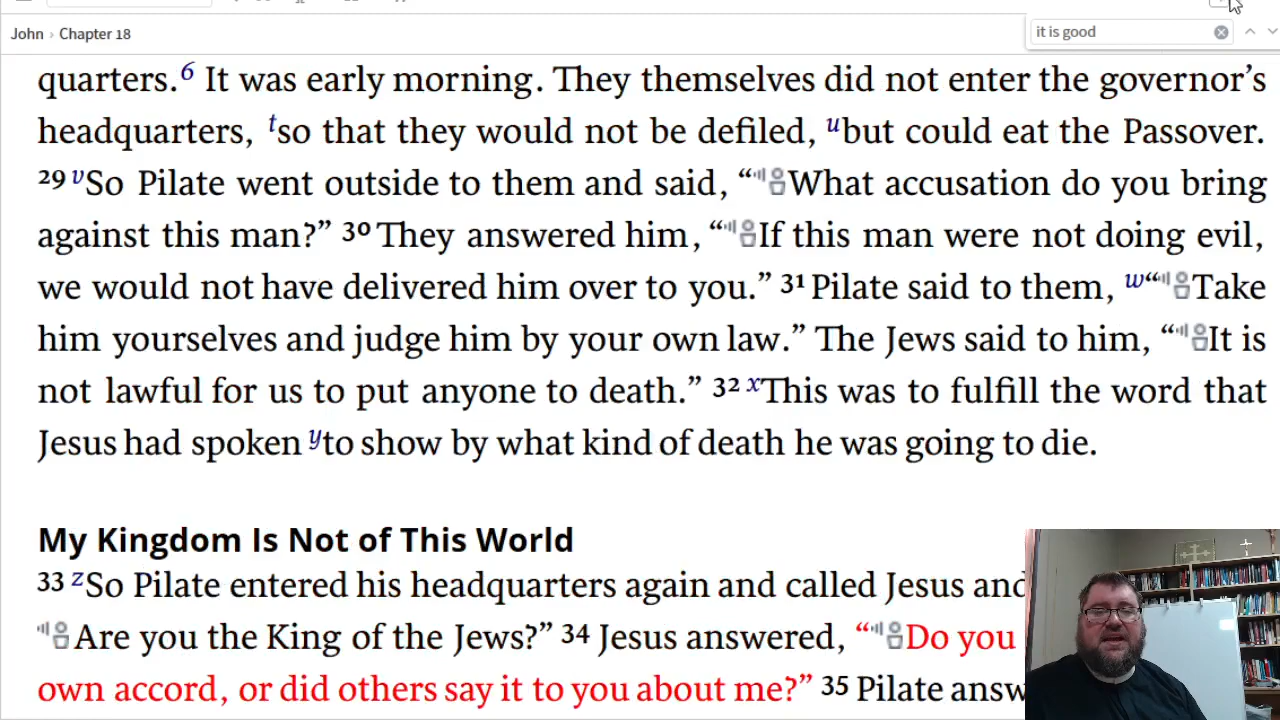 John › Chapter 18
it is good
quarters.6 It was early morning. They themselves did not enter the governor’s
headquarters, tso that they would not be defiled, ubut could eat the Passover.
29 vSo Pilate went outside to them and said, “What accusation do you bring
against this man?” 30 They answered him, “If this man were not doing evil,
we would not have delivered him over to you.” 31 Pilate said to them, w“Take
him yourselves and judge him by your own law.” The Jews said to him, “It is
not lawful for us to put anyone to death.” 32 xThis was to fulfill the word that
Jesus had spoken yto show by what kind of death he was going to die.
My Kingdom Is Not of This World
33 zSo Pilate entered his headquarters again and called Jesus and
Are you the King of the Jews?” 34 Jesus answered, “Do you
own accord, or did others say it to you about me?” 35 Pilate answ